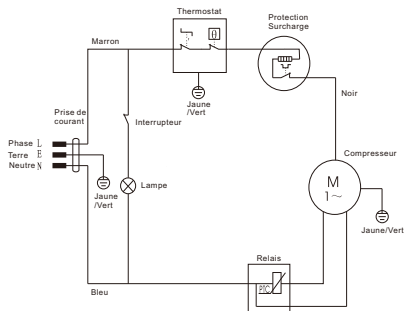 Thermostat
Protection
Surcharge
Marron
Jaune
/Vert
Noir
Prise de
courant
Interrupteur
Phase L
Terre E
Neutre N
Compresseur
M
1~
Lampe
Jaune
/Vert
Jaune/Vert
Relais
PTC
Bleu